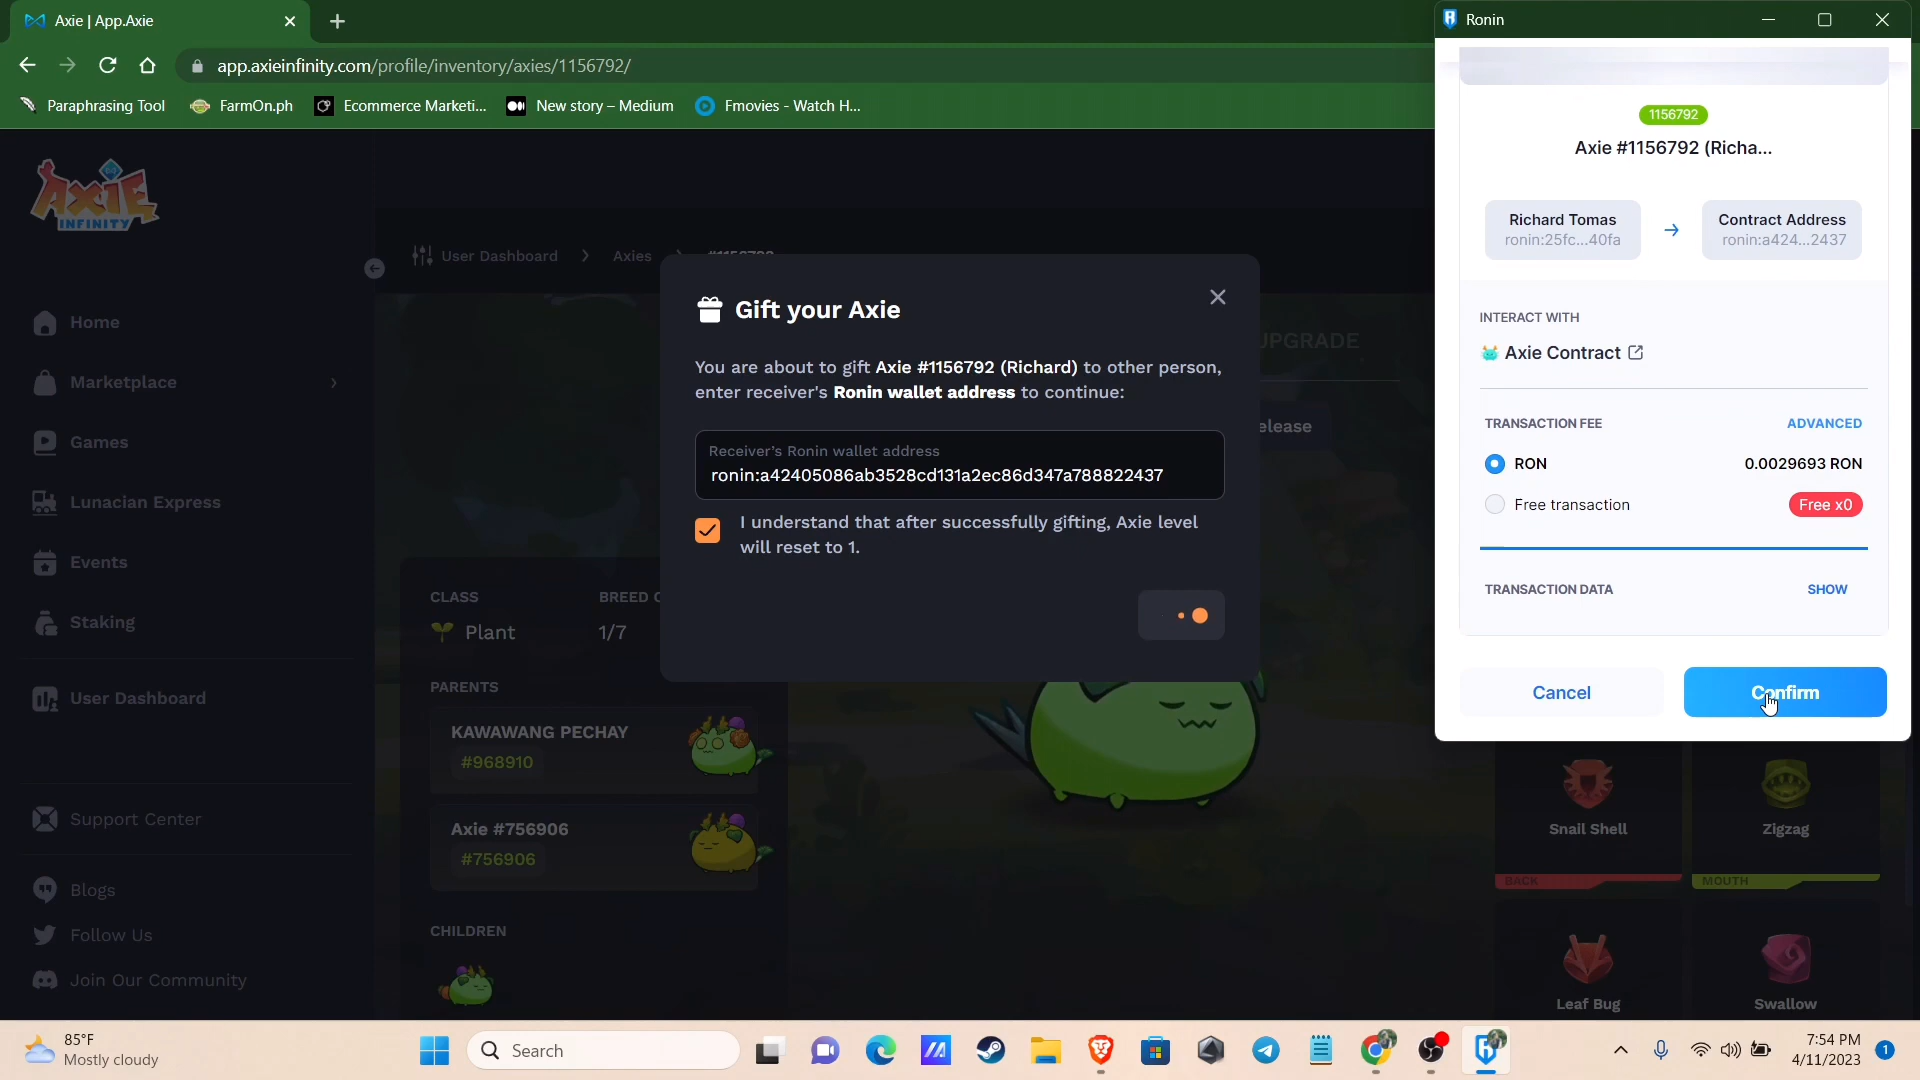 Axie | App.Axie
app.axieinfinity.com/profile/inventory/axies/1156792/
Paraphrasing Tool
FarmOn.ph
Ecommerce Marketi...
New story – Medium
Fmovies - Watch H...
AXIE
INFINITY
Home
Marketplace
Games
Lunacian Express
Events
Staking
User Dashboard
Support Center
Blogs
Follow Us
Join Our Community
User Dashboard
Axies
#1156792
UPGRADE
elease
CLASS
Plant
BREED C
1/7
PARENTS
KAWAWANG PECHAY
#968910
Axie #756906
#756906
CHILDREN
Gift your Axie
You are about to gift Axie #1156792 (Richard) to other person,
enter receiver's Ronin wallet address to continue:
Receiver's Ronin wallet address
ronin:a42405086ab3528cd131a2ec86d347a788822437
I understand that after successfully gifting, Axie level
will reset to 1.
Ronin
1156792
Axie #1156792 (Richa...
Richard Tomas
ronin:25fc...40fa
Contract Address
ronin:a424...2437
INTERACT WITH
Axie Contract
TRANSACTION FEE
ADVANCED
RON
0.0029693 RON
Free transaction
Free x0
TRANSACTION DATA
SHOW
Cancel
Confirm
Snail Shell
Zigzag
BACK
MOUTH
Leaf Bug
Swallow
85°F
Mostly cloudy
Search
7:54 PM
4/11/2023
1